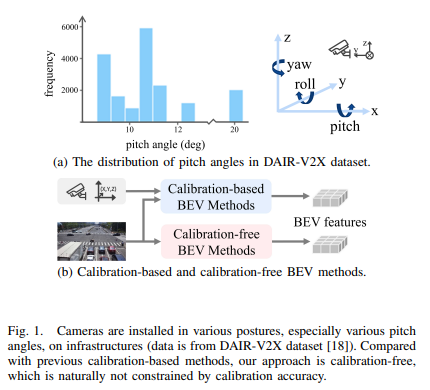 6000
4000
2000
frequency
10
12
20
pitch angle (deg)
z
yaw
roll
y
x
pitch
(a) The distribution of pitch angles in DAIR-V2X dataset.
(X,Y,Z)
Calibration-based
BEV Methods
Calibration-free
BEV Methods
BEV features
(b) Calibration-based and calibration-free BEV methods.
Fig. 1. Cameras are installed in various postures, especially various pitch
angles, on infrastructures (data is from DAIR-V2X dataset [18]). Compared
with previous calibration-based methods, our approach is calibration-free,
which is naturally not constrained by calibration accuracy.